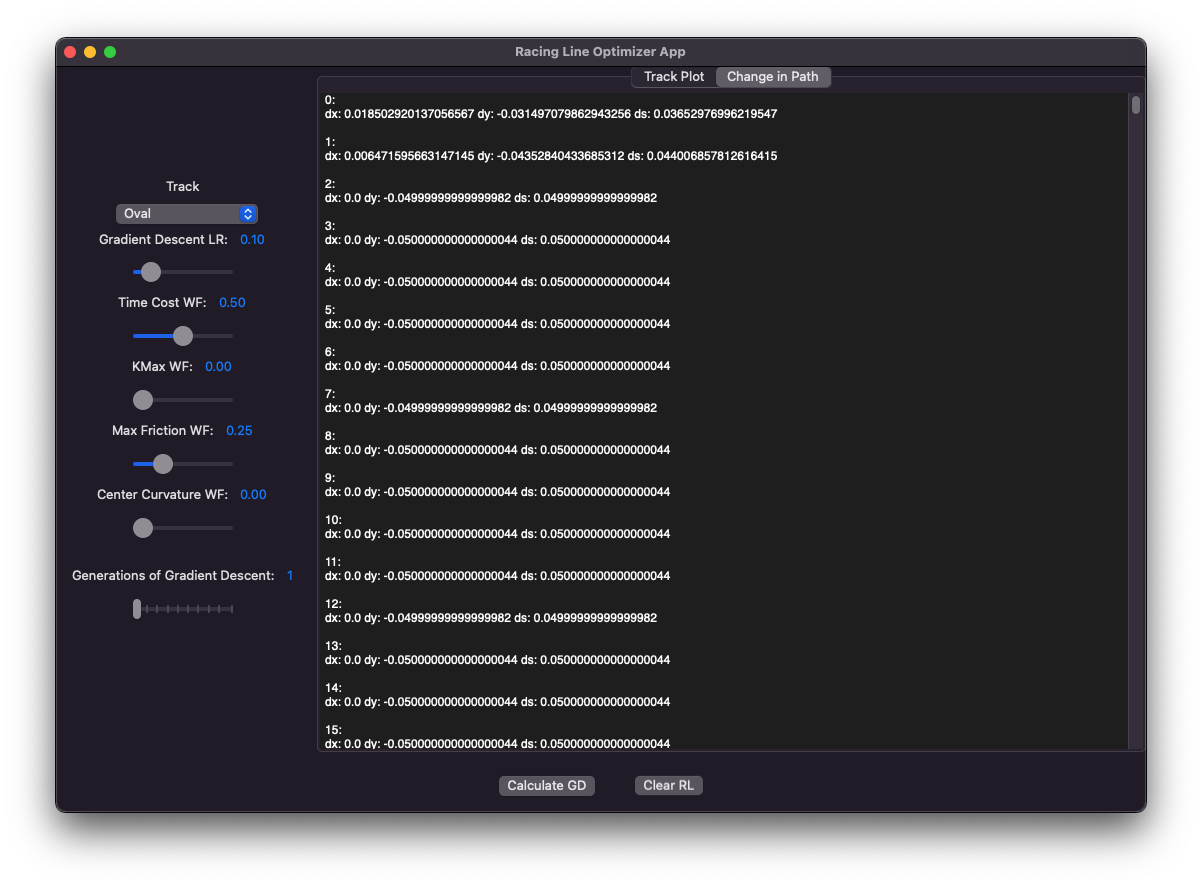 Racing Line Optimizer App
Track Plot Change in Path
Track
Oval
Gradient Descent LR: 0.10
Time Cost WF: 0.50
KMax WF: 0.00
Max Friction WF: 0.25
Center Curvature WF: 0.00
Generations of Gradient Descent: 1
0:
dx: 0.018502920137056567 dy: -0.031497079862943256 ds: 0.03652976996219547
1:
dx: 0.006471595663147145 dy: -0.04352840433685312 ds: 0.044006857812616415
2:
dx: 0.0 dy: -0.04999999999999982 ds: 0.04999999999999982
3:
dx: 0.0 dy: -0.050000000000000044 ds: 0.050000000000000044
4:
dx: 0.0 dy: -0.050000000000000044 ds: 0.050000000000000044
5:
dx: 0.0 dy: -0.050000000000000044 ds: 0.050000000000000044
6:
dx: 0.0 dy: -0.050000000000000044 ds: 0.050000000000000044
7:
dx: 0.0 dy: -0.04999999999999982 ds: 0.04999999999999982
8:
dx: 0.0 dy: -0.050000000000000044 ds: 0.050000000000000044
9:
dx: 0.0 dy: -0.050000000000000044 ds: 0.050000000000000044
10:
dx: 0.0 dy: -0.050000000000000044 ds: 0.050000000000000044
11:
dx: 0.0 dy: -0.050000000000000044 ds: 0.050000000000000044
12:
dx: 0.0 dy: -0.04999999999999982 ds: 0.04999999999999982
13:
dx: 0.0 dy: -0.050000000000000044 ds: 0.050000000000000044
14:
dx: 0.0 dy: -0.050000000000000044 ds: 0.050000000000000044
15:
dx: 0.0 dy: -0.050000000000000044 ds: 0.050000000000000044
Calculate GD Clear RL